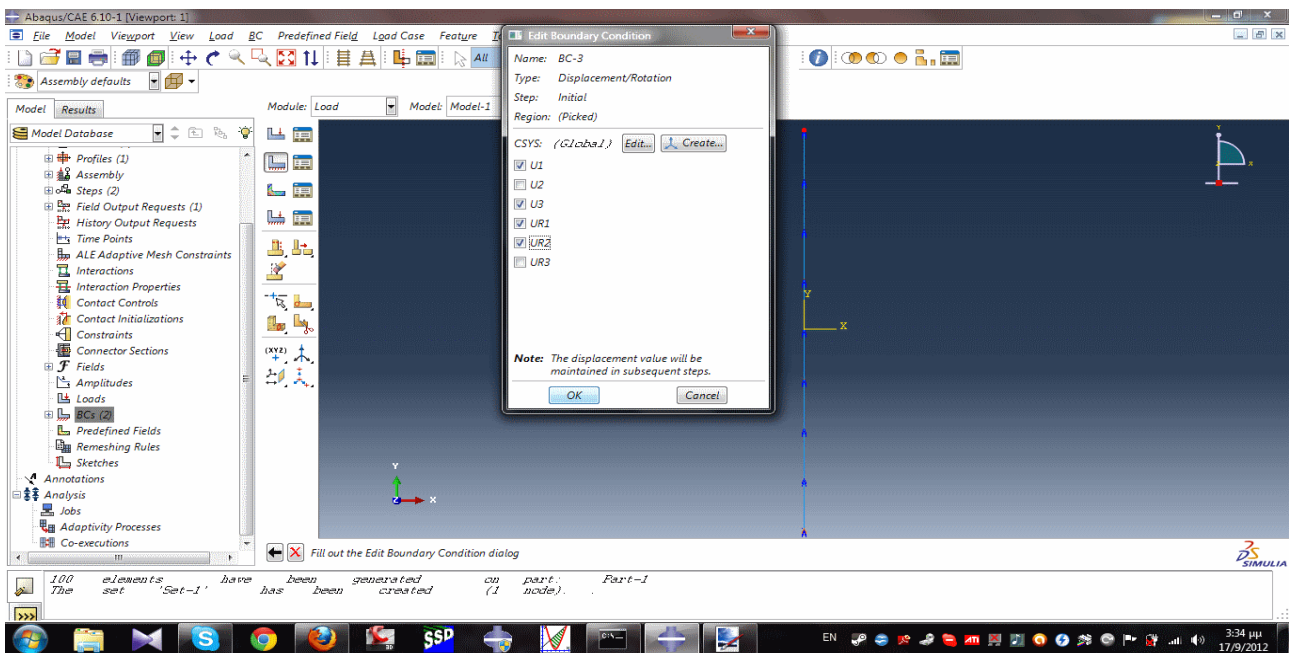 Abaqus/CAE 6.10-1 [Viewport: 1]
File Model Viewport View Load BC Predefined Field Load Case Feature
All
Assembly defaults
Model Results
Module: Load Model: Model-1
Model Database
Profiles (1)
Assembly
Steps (2)
Field Output Requests (1)
History Output Requests
Time Points
ALE Adaptive Mesh Constraints
Interactions
Interaction Properties
Contact Controls
Contact Initializations
Constraints
Connector Sections
Fields
Amplitudes
Loads
BCs (2)
Predefined Fields
Remeshing Rules
Sketches
Annotations
Analysis
Jobs
Adaptivity Processes
Co-executions
(XYZ)
Edit Boundary Condition
Name: BC-3
Type: Displacement/Rotation
Step: Initial
Region: (Picked)
CSYS: (Global) Edit... Create...
U1
U2
U3
UR1
UR2
UR3
Note: The displacement value will be
maintained in subsequent steps.
OK Cancel
Y
X
Y
X
Z
Y
X
Fill out the Edit Boundary Condition dialog
SIMULIA
100 elements have been generated on part: Part-1
The set 'Set-1' has been created (1 node).
>>>
SSP
C:\
EN
3:34 μμ
17/9/2012